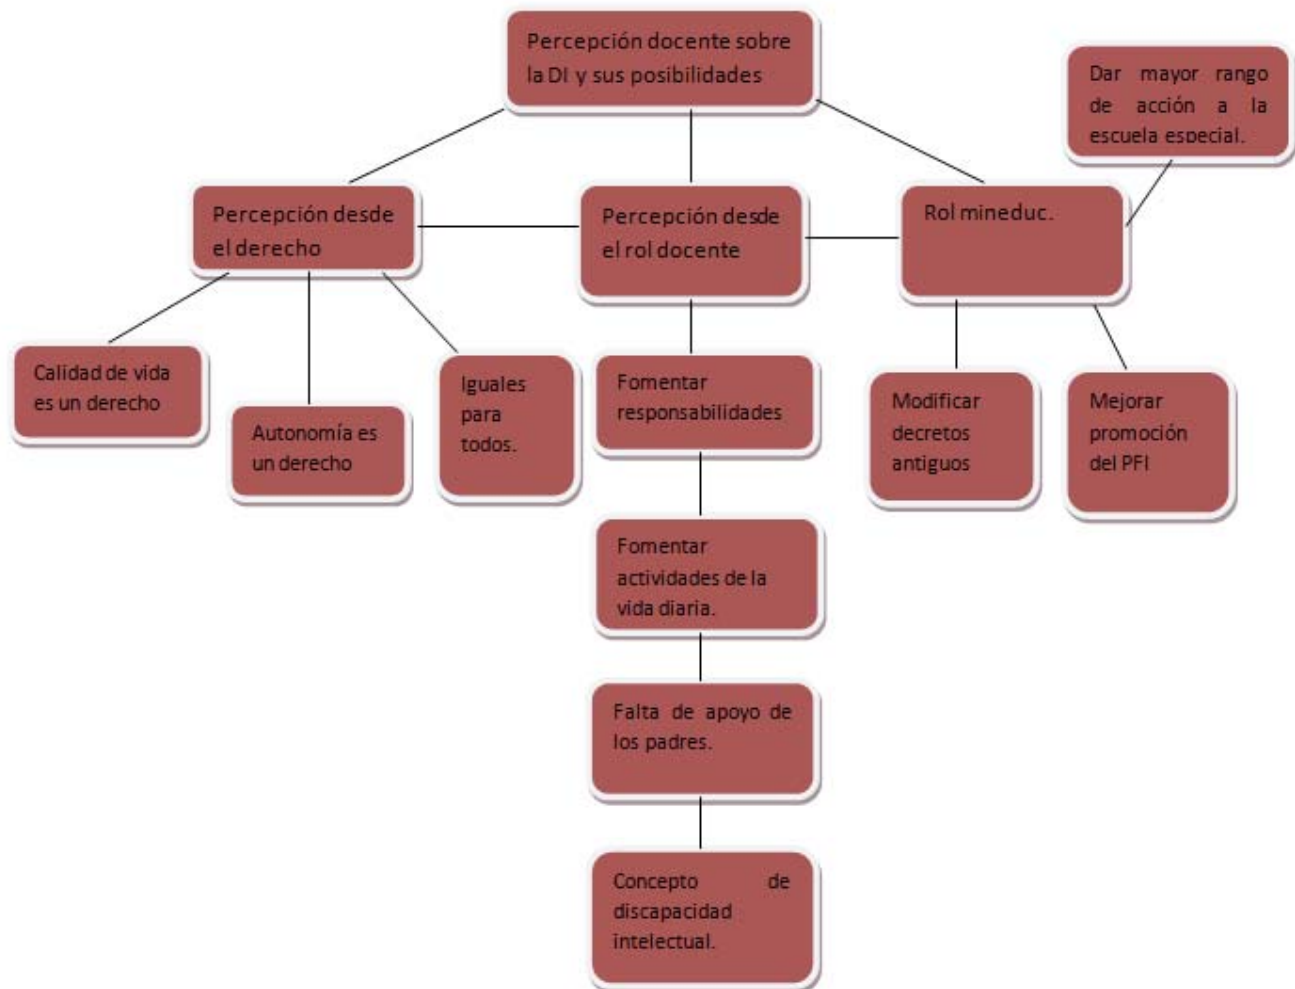 Percepción docente sobre
la DI y sus posibilidades
Dar mayor rango
de acción a la
escuela especial.
Percepción desde
el derecho
Percepción desde
el rol docente
Rol mineduc.
Calidad de vida
es un derecho
Autonomía es
un derecho
Iguales
para
todos.
Fomentar
responsabilidades
Modificar
decretos
antiguos
Mejorar
promoción
del PFI
Fomentar
actividades de la
vida diaria.
Falta de apoyo de
los padres.
Concepto de
discapacidad
intelectual.